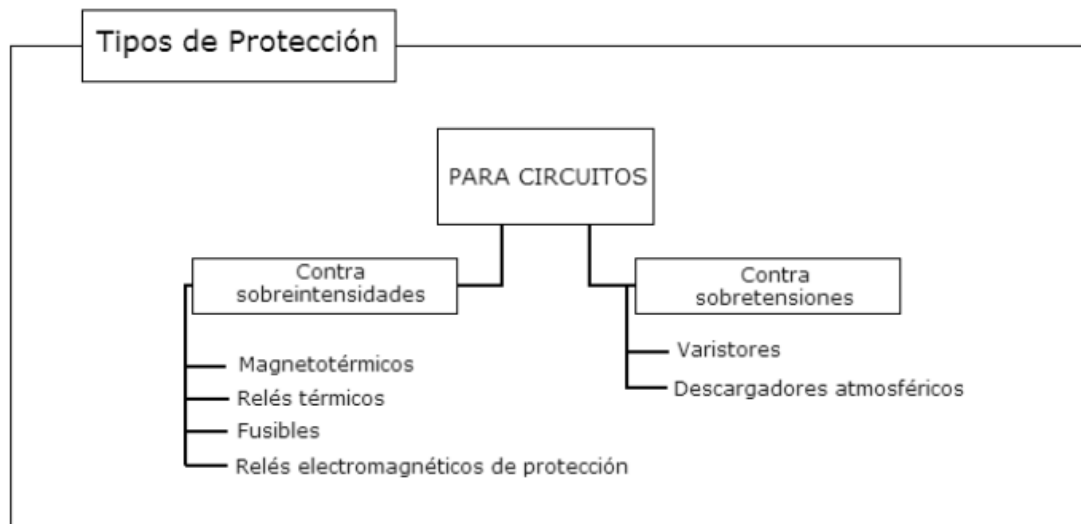 Tipos de Protección
PARA CIRCUITOS
Contra
sobreintensidades
Magnetotérmicos
Relés térmicos
Fusibles
Relés electromagnéticos de protección
Contra
sobretensiones
Varistores
Descargadores atmosféricos